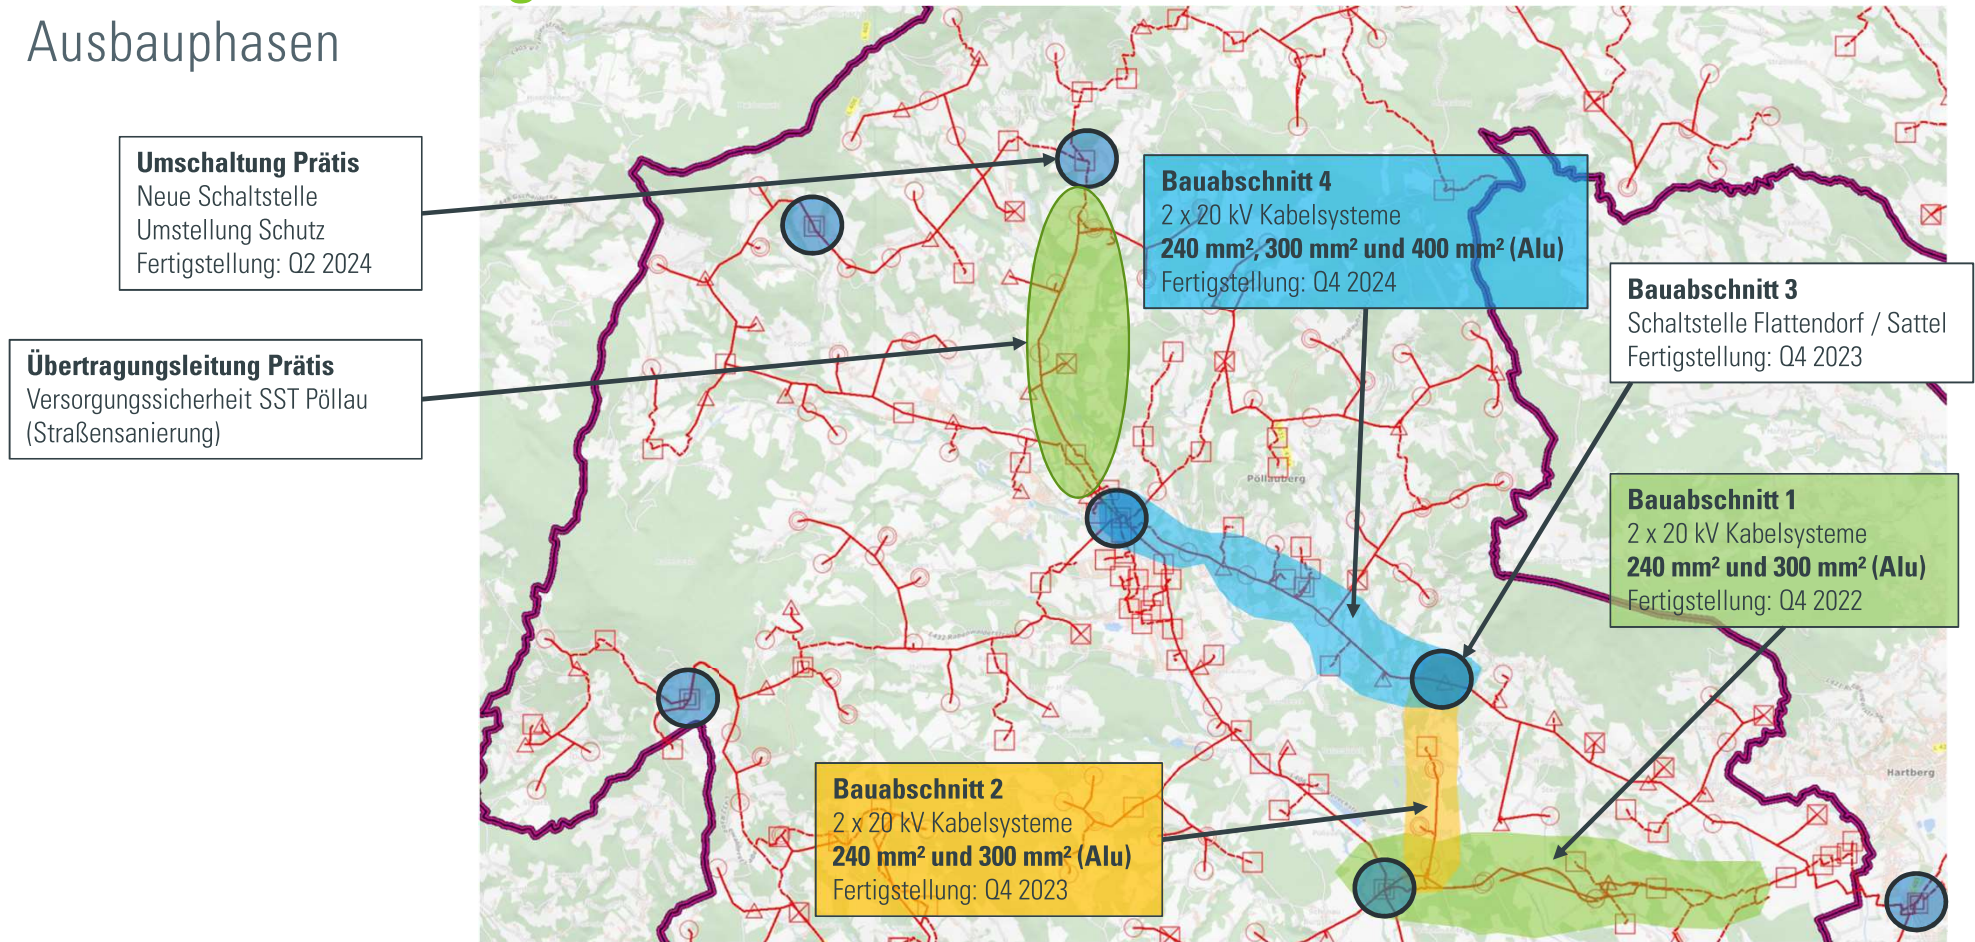 Ausbauphasen
Umschaltung Prätis
Neue Schaltstelle
Umstellung Schutz
Fertigstellung: Q2 2024
Übertragungsleitung Prätis
Versorgungssicherheit SST Pöllau
(Straßensanierung)
Bauabschnitt 4
2 x 20 kV Kabelsysteme
240 mm², 300 mm² und 400 mm² (Alu)
Fertigstellung: Q4 2024
Bauabschnitt 3
Schaltstelle Flattendorf / Sattel
Fertigstellung: Q4 2023
Bauabschnitt 1
2 x 20 kV Kabelsysteme
240 mm² und 300 mm² (Alu)
Fertigstellung: Q4 2022
Bauabschnitt 2
2 x 20 kV Kabelsysteme
240 mm² und 300 mm² (Alu)
Fertigstellung: Q4 2023
Pöllauberg
Hartberg